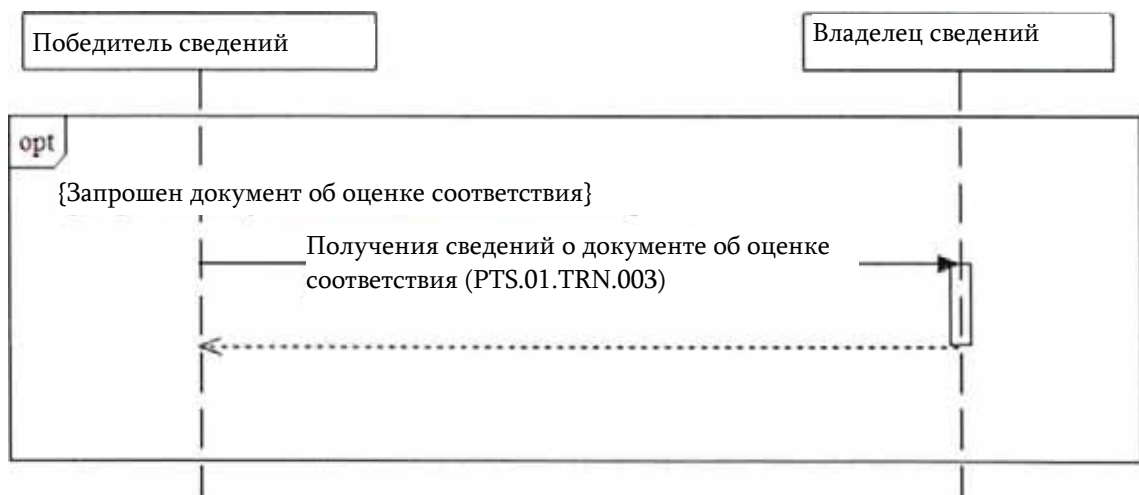 Победитель сведений
Владелец сведений
opt
{Запрошен документ об оценке соответствия}
Получения сведений о документе об оценке
соответствия (PTS.01.TRN.003)